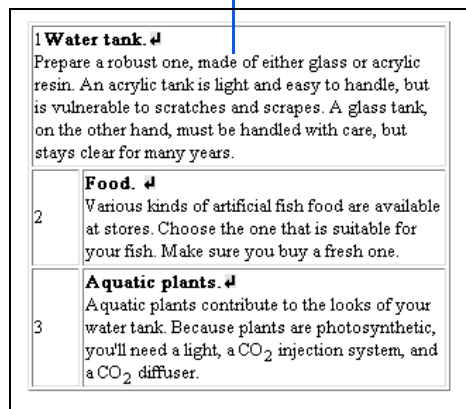 1 Water tank.↵
Prepare a robust one, made of either glass or acrylic
resin. An acrylic tank is light and easy to handle, but
is vulnerable to scratches and scrapes. A glass tank,
on the other hand, must be handled with care, but
stays clear for many years.
Food. ↵
Various kinds of artificial fish food are available
2
at stores. Choose the one that is suitable for
your fish. Make sure you buy a fresh one.
Aquatic plants.↵
Aquatic plants contribute to the looks of your
3
water tank. Because plants are photosynthetic,
you'll need a light, a CO₂ injection system, and
a CO₂ diffuser.